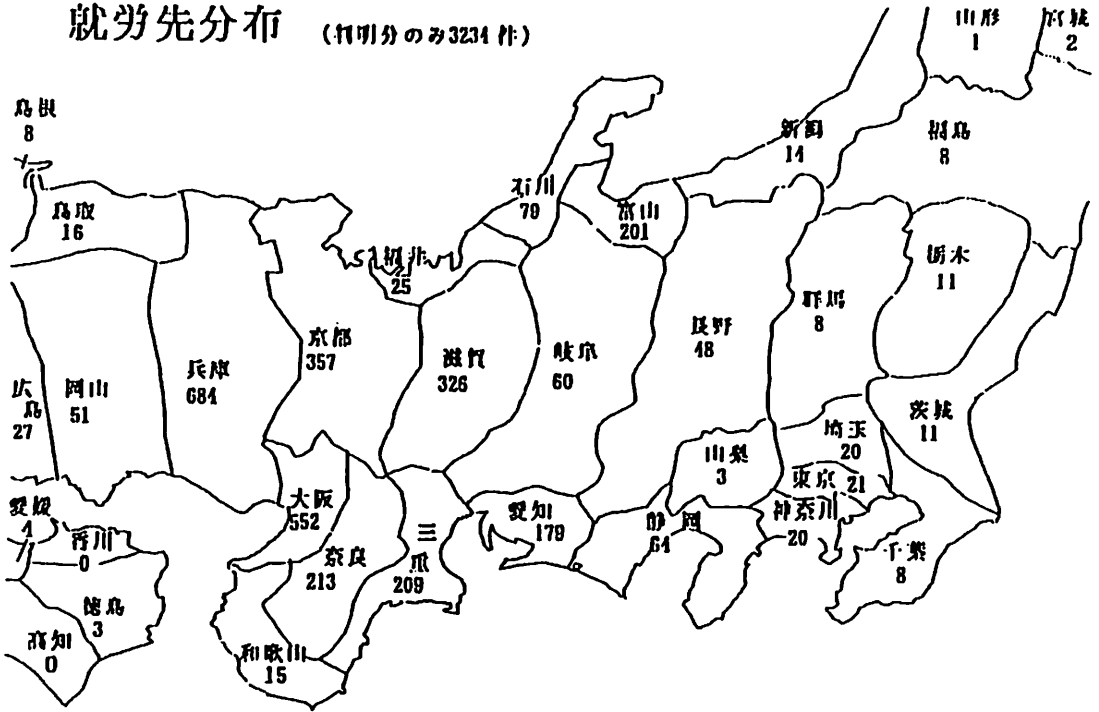 就労先分布 (判明分のみ3234件)
山形
1
宮城
2
島根
8
新潟
14
福島
8
石川
79
富山
201
鳥取
16
福井
25
栃木
11
群馬
8
京都
357
長野
48
滋賀
326
岐阜
60
兵庫
684
広島
27
岡山
51
茨城
11
埼玉
20
山梨
3
東京 21
大阪
552
愛知
179
静岡
64
神奈川
20
愛媛
香川
0
三重
209
奈良
213
千葉
8
徳島
3
高知
0
和歌山
15